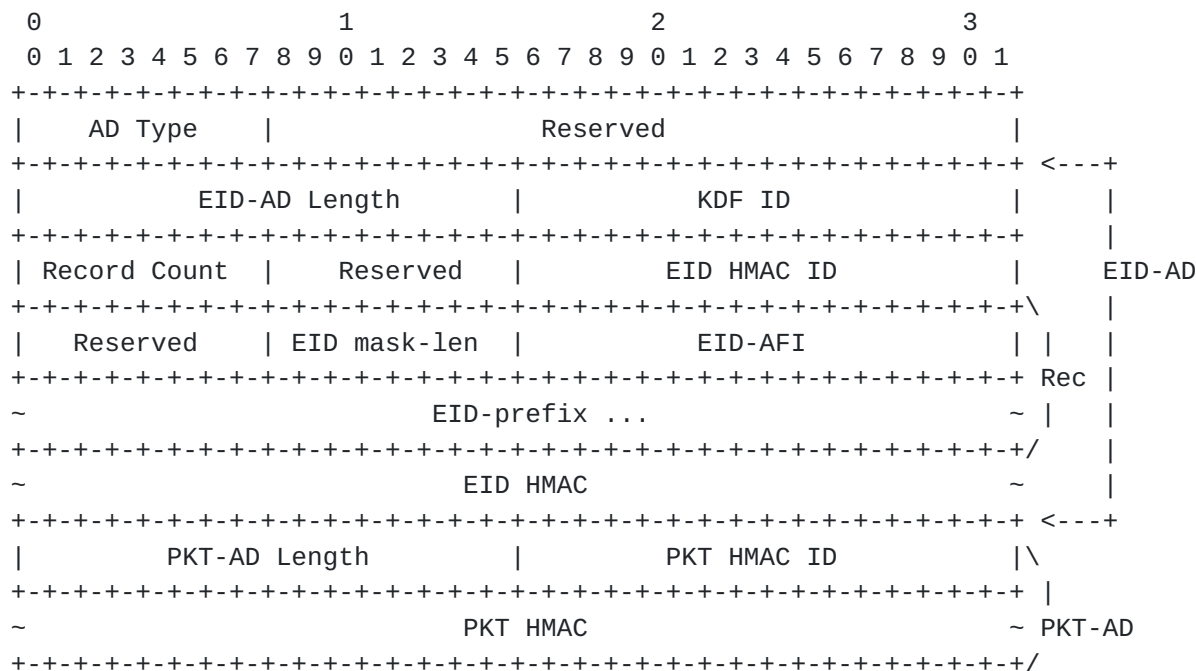 0                   1                   2                   3
 0 1 2 3 4 5 6 7 8 9 0 1 2 3 4 5 6 7 8 9 0 1 2 3 4 5 6 7 8 9 0 1
+-+-+-+-+-+-+-+-+-+-+-+-+-+-+-+-+-+-+-+-+-+-+-+-+-+-+-+-+-+-+-+-+
|    AD Type    |                 Reserved                      |
+-+-+-+-+-+-+-+-+-+-+-+-+-+-+-+-+-+-+-+-+-+-+-+-+-+-+-+-+-+-+-+-+ <---+
|           EID-AD Length       |           KDF ID              |     |
+-+-+-+-+-+-+-+-+-+-+-+-+-+-+-+-+-+-+-+-+-+-+-+-+-+-+-+-+-+-+-+-+     |
| Record Count  |    Reserved   |         EID HMAC ID           |     EID-AD
+-+-+-+-+-+-+-+-+-+-+-+-+-+-+-+-+-+-+-+-+-+-+-+-+-+-+-+-+-+-+-+-+\    |
|   Reserved    | EID mask-len  |           EID-AFI             | |   |
+-+-+-+-+-+-+-+-+-+-+-+-+-+-+-+-+-+-+-+-+-+-+-+-+-+-+-+-+-+-+-+-+ Rec |
~                          EID-prefix ...                       ~ |   |
+-+-+-+-+-+-+-+-+-+-+-+-+-+-+-+-+-+-+-+-+-+-+-+-+-+-+-+-+-+-+-+-+/    |
~                            EID HMAC                           ~     |
+-+-+-+-+-+-+-+-+-+-+-+-+-+-+-+-+-+-+-+-+-+-+-+-+-+-+-+-+-+-+-+-+ <---+
|         PKT-AD Length         |         PKT HMAC ID           |\
+-+-+-+-+-+-+-+-+-+-+-+-+-+-+-+-+-+-+-+-+-+-+-+-+-+-+-+-+-+-+-+-+ |
~                            PKT HMAC                           ~ PKT-AD
+-+-+-+-+-+-+-+-+-+-+-+-+-+-+-+-+-+-+-+-+-+-+-+-+-+-+-+-+-+-+-+-+/